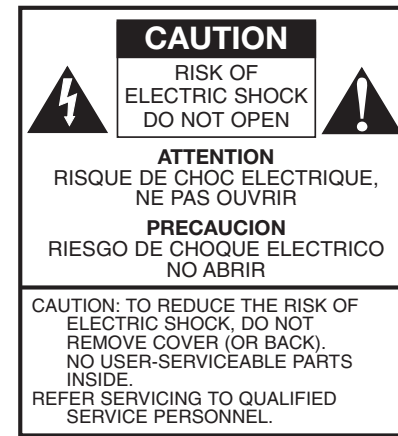 CAUTION
RISK OF
ELECTRIC SHOCK
DO NOT OPEN
ATTENTION
RISQUE DE CHOC ELECTRIQUE,
NE PAS OUVRIR
PRECAUCION
RIESGO DE CHOQUE ELECTRICO
NO ABRIR
CAUTION: TO REDUCE THE RISK OF
ELECTRIC SHOCK, DO NOT
REMOVE COVER (OR BACK).
NO USER-SERVICEABLE PARTS
INSIDE.
REFER SERVICING TO QUALIFIED
SERVICE PERSONNEL.